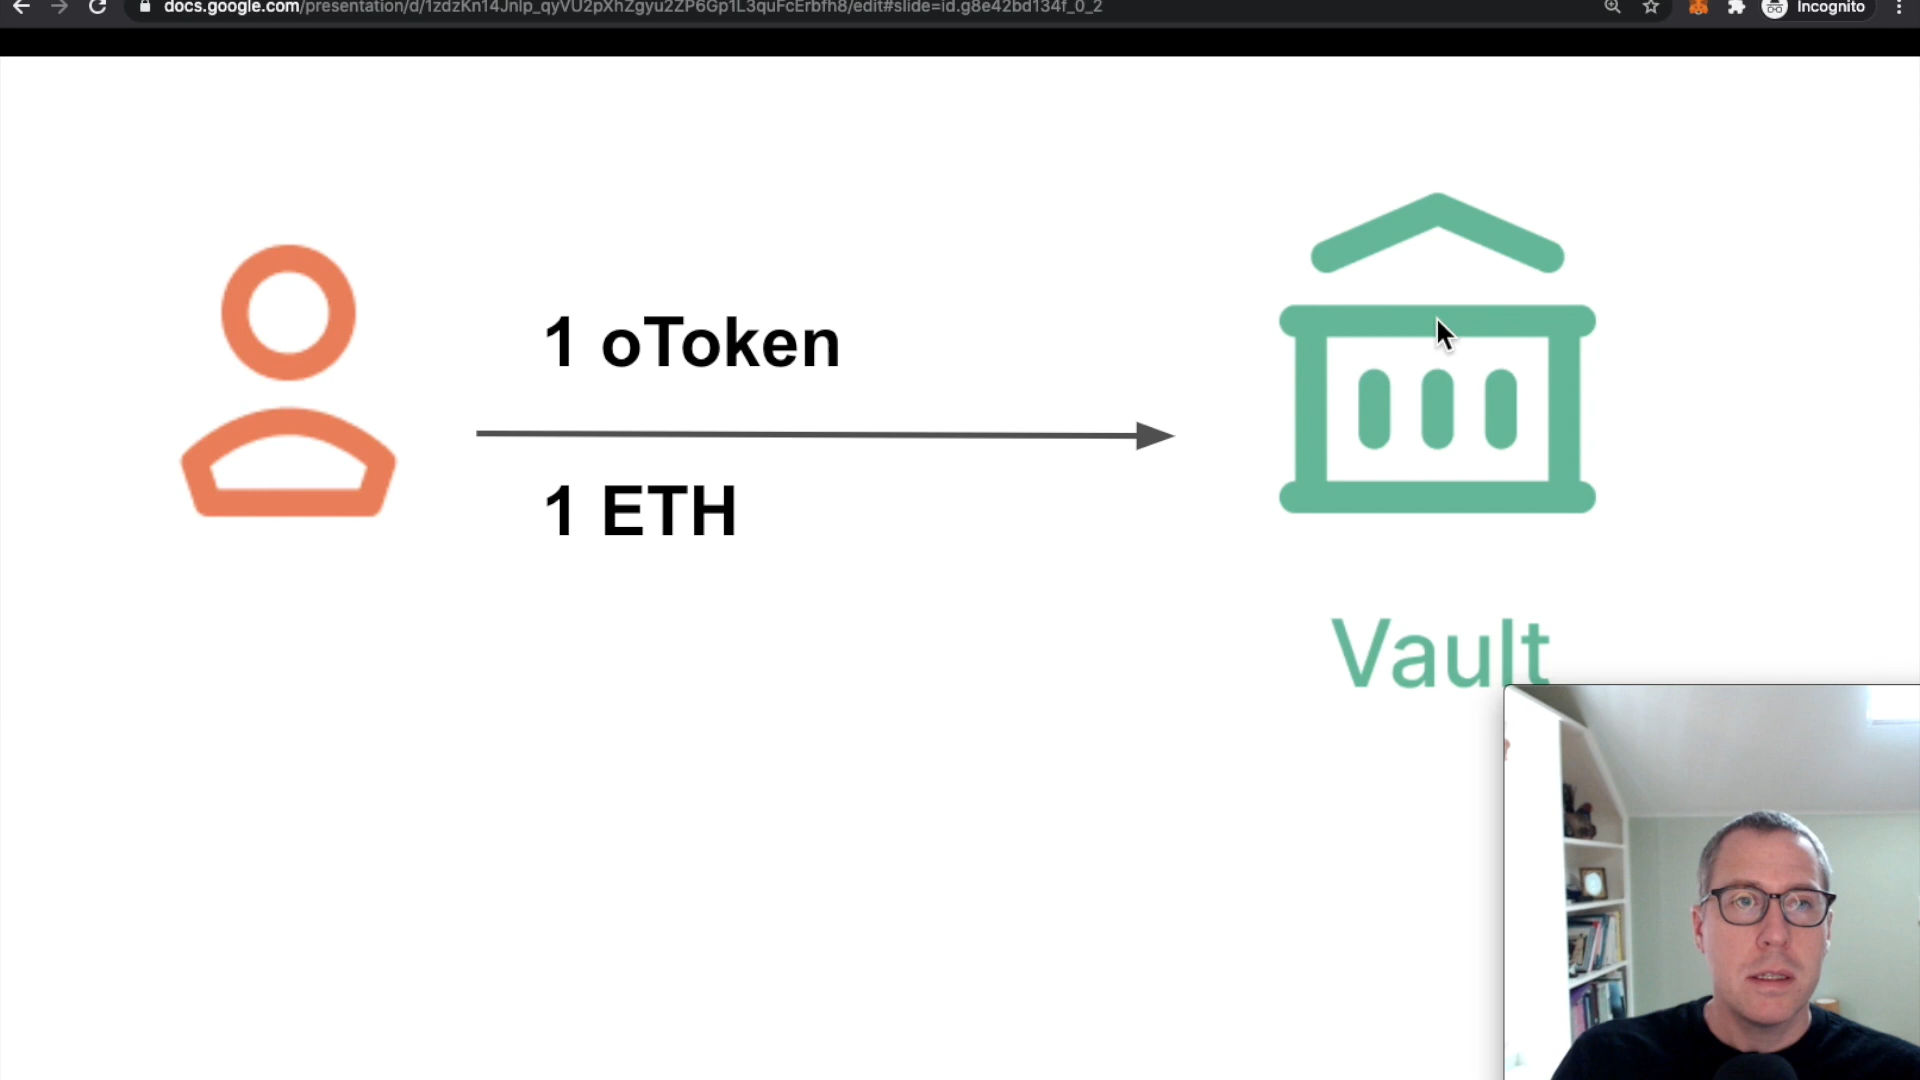 docs.google.com/presentation/d/1zdzKn14Jnlp_qyVU2pXhZgyu2ZP6Gp1L3quFcErbfh8/edit#slide=id.g8e42bd134f_0_2
Incognito
1 oToken
1 ETH
Vault